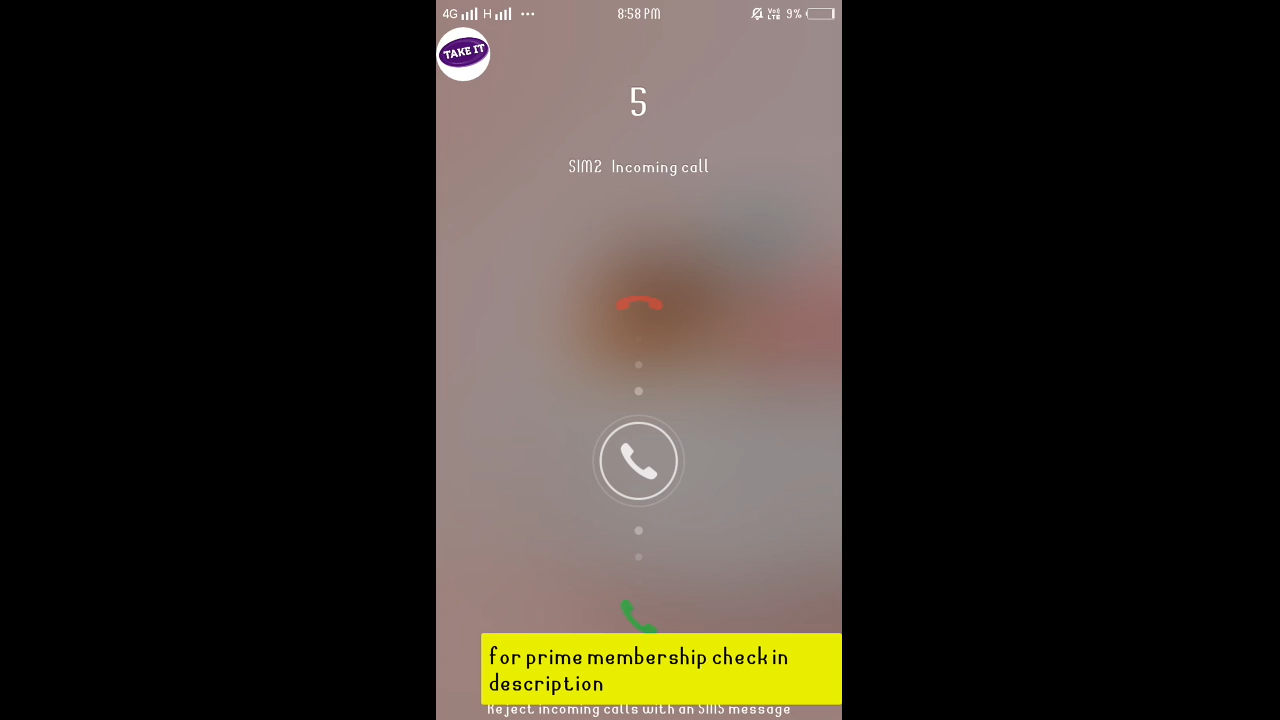 4G H ... 8:58 PM VoLTE 9%
TAKE IT
5
SIM2 Incoming call
for prime membership check in
description
Reject incoming calls with an SMS message